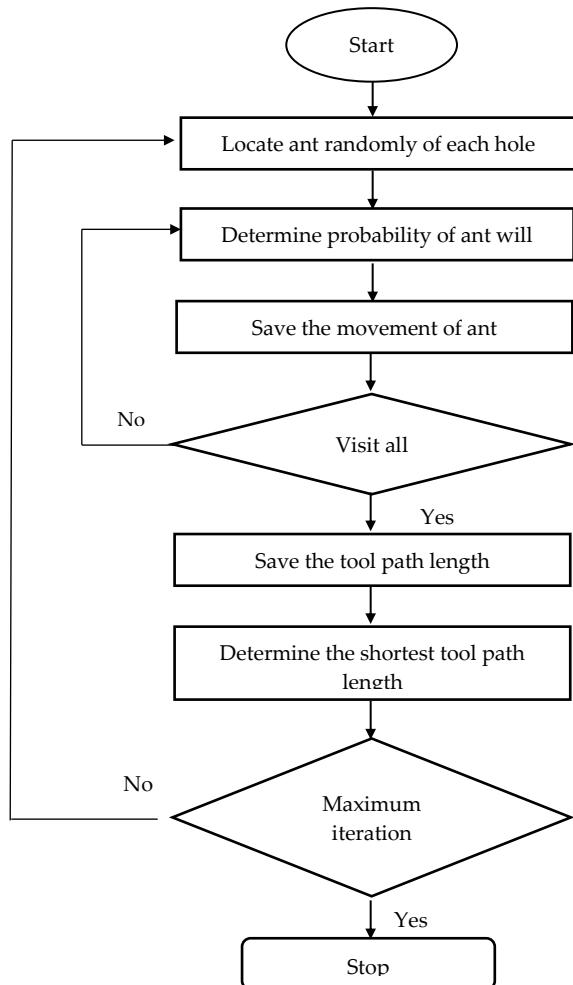 Start
Locate ant randomly of each hole
Determine probability of ant will
Save the movement of ant
No
Visit all
Yes
Save the tool path length
Determine the shortest tool path
length
No
Maximum
iteration
Yes
Stop